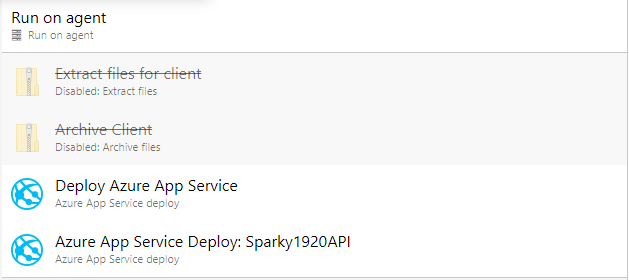 Run on agent
Run on agent
Extract files for client
Disabled: Extract files
Archive Client
Disabled: Archive files
Deploy Azure App Service
Azure App Service deploy
Azure App Service Deploy: Sparky1920API
Azure App Service deploy